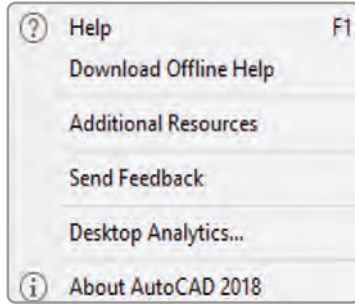 Help F1
Download Offline Help
Additional Resources
Send Feedback
Desktop Analytics...
About AutoCAD 2018